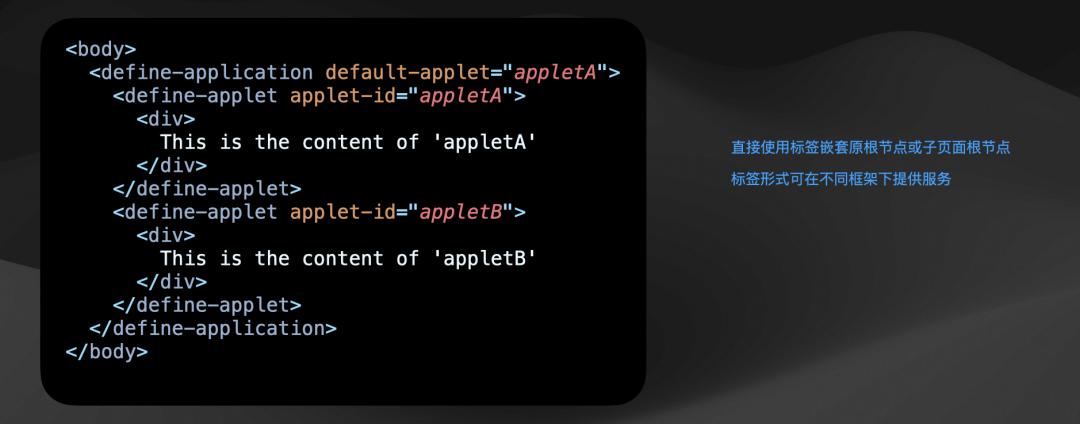 <body>
  <define-application default-applet="appletA">
    <define-applet applet-id="appletA">
      <div>
        This is the content of 'appletA'
      </div>
    </define-applet>
    <define-applet applet-id="appletB">
      <div>
        This is the content of 'appletB'
      </div>
    </define-applet>
  </define-application>
</body>
直接使用标签嵌套原根节点或子页面根节点
标签形式可在不同框架下提供服务